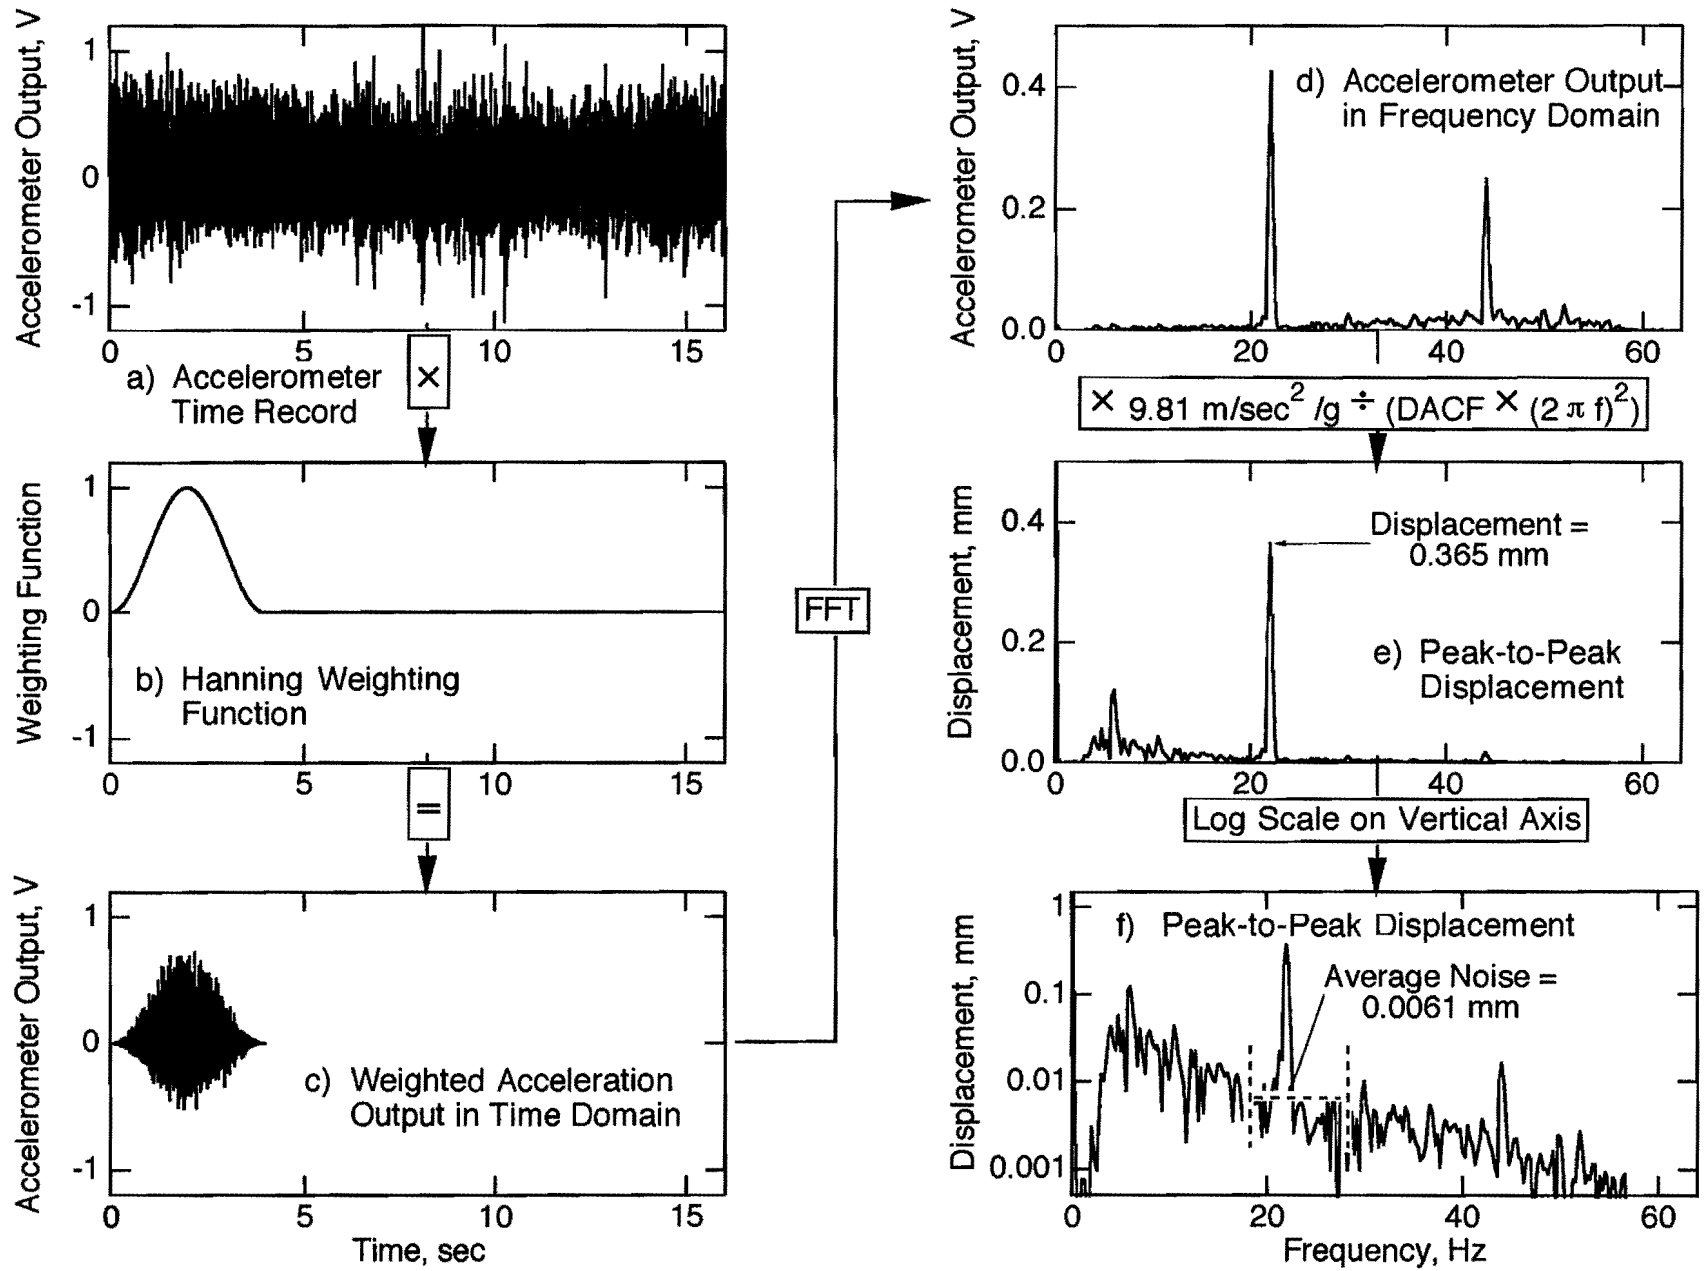 Accelerometer Output, V
1
0
-1
0 5 10 15
a) Accelerometer
Time Record
×
Weighting Function
1
0
-1
b) Hanning Weighting
Function
0 5 10 15
=
Accelerometer Output, V
1
0
-1
c) Weighted Acceleration
Output in Time Domain
0 5 10 15
Time, sec
FFT
Accelerometer Output, V
0.4
0.2
0.0
d) Accelerometer Output
in Frequency Domain
0 20 40 60
× 9.81 m/sec² /g ÷ (DACF × (2 π f)²)
Displacement, mm
0.4
0.2
0.0
Displacement =
0.365 mm
e) Peak-to-Peak
Displacement
0 20 40 60
Log Scale on Vertical Axis
Displacement, mm
1
0.1
0.01
0.001
f) Peak-to-Peak Displacement
Average Noise =
0.0061 mm
0 20 40 60
Frequency, Hz